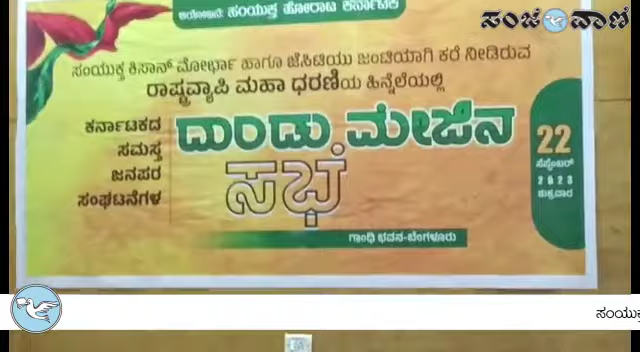 ಆಯೋಜನೆ: ಸಂಯುಕ್ತ ಹೋರಾಟ ಕರ್ನಾಟಕ
ಸಂಜೆವಾಣಿ
ಸಂಯುಕ್ತ ಕಿಸಾನ್ ಮೋರ್ಛಾ ಹಾಗೂ ಜೆಸಿಟಿಯು ಜಂಟಿಯಾಗಿ ಕರೆ ನೀಡಿರುವ
ರಾಷ್ಟ್ರವ್ಯಾಪಿ ಮಹಾ ಧರಣಿಯ ಹಿನ್ನೆಲೆಯಲ್ಲಿ
ಕರ್ನಾಟಕದ
ಸಮಸ್ತ
ಜನಪರ
ಸಂಘಟನೆಗಳ
ದುಂಡು ಮೇಜಿನ
ಸಭೆ
22
ಸೆಪ್ಟೆಂಬರ್
2023
ಶುಕ್ರವಾರ
ಗಾಂಧಿ ಭವನ-ಬೆಂಗಳೂರು
ಸಂಯುಕ್ತ